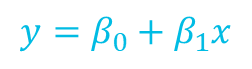 y = β₀ + β₁x